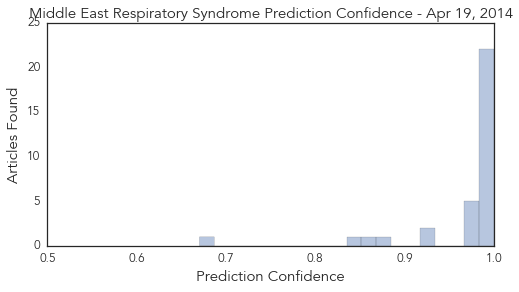 Middle East Respiratory Syndrome Prediction Confidence - Apr 19, 2014
25
20
15
10
5
0
Articles Found
0.5 0.6 0.7 0.8 0.9 1.0
Prediction Confidence